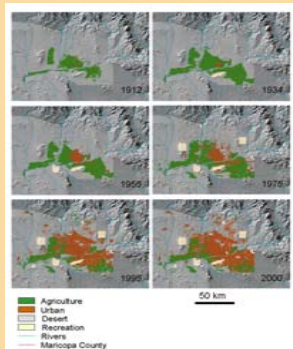 1912
1934
1955
1975
1995
2000
Agriculture
Urban
Desert
Recreation
Rivers
Maricopa County
50 km